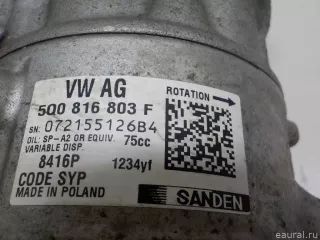 VW AG
5Q0 816 803 F
ROTATION
SN: 072155126B4
OIL: SP-A2 OR EQUIV. 75cc
VARIABLE DISP.
8416P 1234yf
CODE SYP
MADE IN POLAND
SANDEN
© eaural.ru